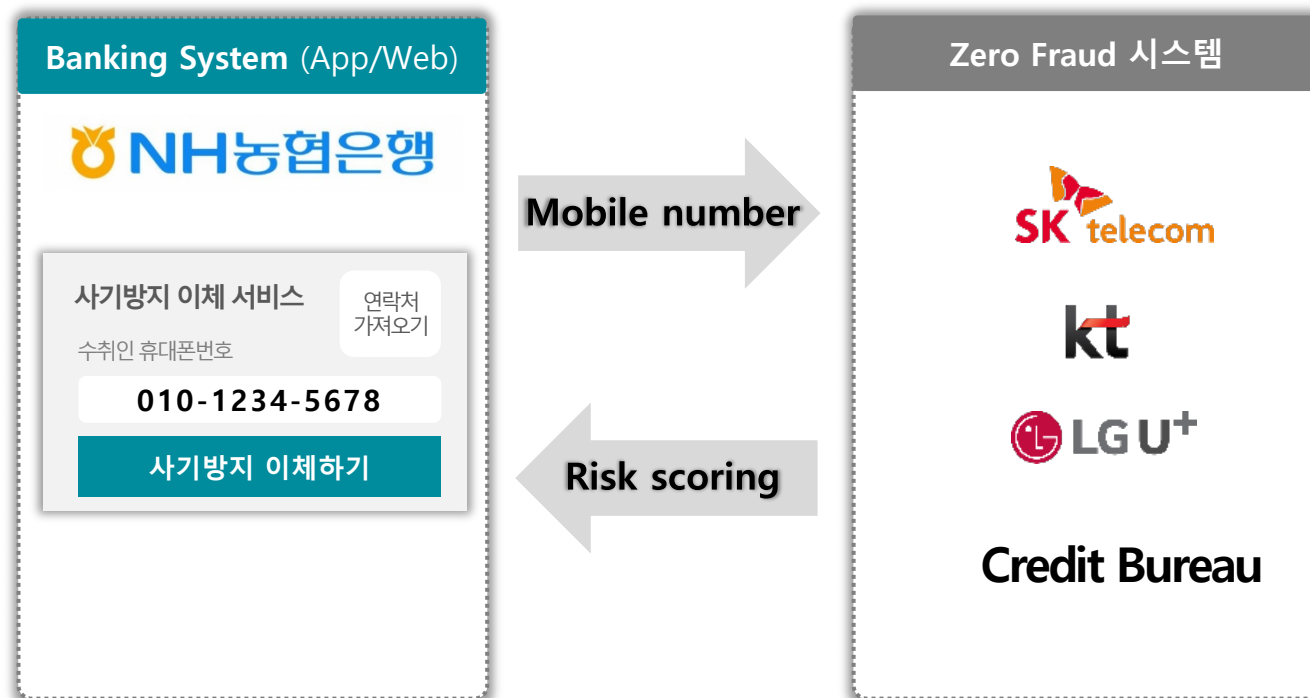 Banking System (App/Web)
NH농협은행
사기방지 이체 서비스
연락처
가져오기
수취인 휴대폰번호
010-1234-5678
사기방지 이체하기
Mobile number
Risk scoring
Zero Fraud 시스템
SK telecom
kt
LG U+
Credit Bureau